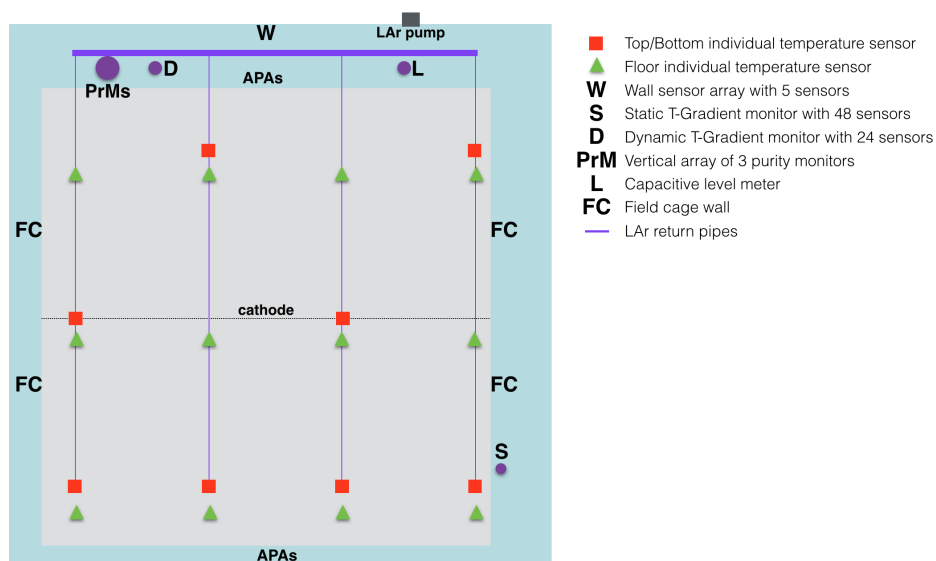 W
LAr pump
D
L
APAs
PrMs
FC
FC
cathode
FC
FC
S
APAs
Top/Bottom individual temperature sensor
Floor individual temperature sensor
W Wall sensor array with 5 sensors
S Static T-Gradient monitor with 48 sensors
D Dynamic T-Gradient monitor with 24 sensors
PrM Vertical array of 3 purity monitors
L Capacitive level meter
FC Field cage wall
LAr return pipes